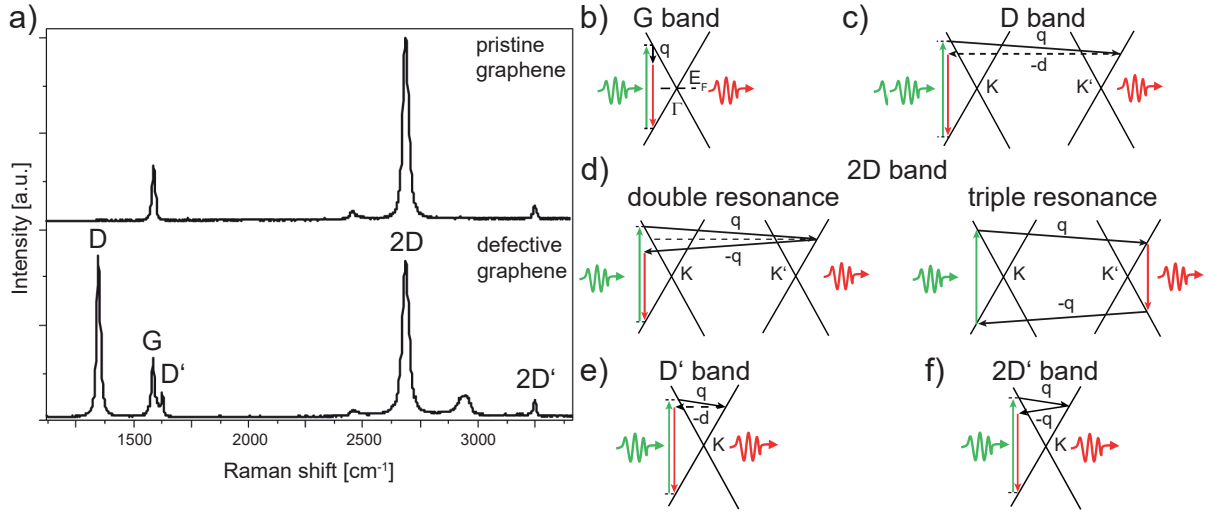 a)
pristine
graphene
defective
graphene
D
G
D‘
2D
2D‘
Intensity [a.u.]
1500
2000
2500
3000
Raman shift [cm-1]
b) G band
q
EF
Γ
c) D band
q
-d
K
K‘
2D band
d) double resonance
q
-q
K
K‘
triple resonance
q
K
K‘
-q
e) D‘ band
q
-d
K
f) 2D‘ band
q
-q
K